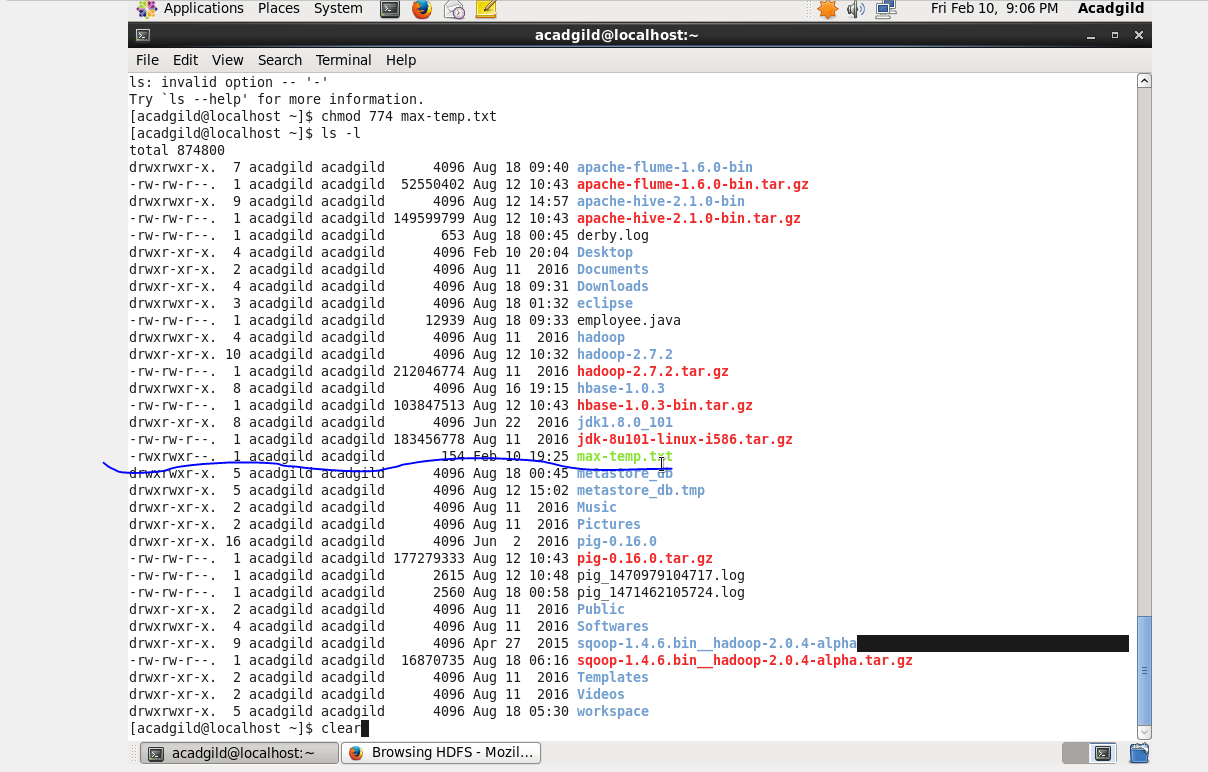 Applications Places System Fri Feb 10, 9:06 PM Acadgild
acadgild@localhost:~
File Edit View Search Terminal Help
ls: invalid option -- '-'
Try `ls --help' for more information.
[acadgild@localhost ~]$ chmod 774 max-temp.txt
[acadgild@localhost ~]$ ls -l
total 874800
drwxrwxr-x. 7 acadgild acadgild 4096 Aug 18 09:40 apache-flume-1.6.0-bin
-rw-rw-r--. 1 acadgild acadgild 52550402 Aug 12 10:43 apache-flume-1.6.0-bin.tar.gz
drwxrwxr-x. 9 acadgild acadgild 4096 Aug 12 14:57 apache-hive-2.1.0-bin
-rw-rw-r--. 1 acadgild acadgild 149599799 Aug 12 10:43 apache-hive-2.1.0-bin.tar.gz
-rw-rw-r--. 1 acadgild acadgild 653 Aug 18 00:45 derby.log
drwxr-xr-x. 4 acadgild acadgild 4096 Feb 10 20:04 Desktop
drwxr-xr-x. 2 acadgild acadgild 4096 Aug 11 2016 Documents
drwxr-xr-x. 4 acadgild acadgild 4096 Aug 18 09:31 Downloads
drwxrwxr-x. 3 acadgild acadgild 4096 Aug 18 01:32 eclipse
-rw-rw-r--. 1 acadgild acadgild 12939 Aug 18 09:33 employee.java
drwxrwxr-x. 4 acadgild acadgild 4096 Aug 11 2016 hadoop
drwxr-xr-x. 10 acadgild acadgild 4096 Aug 12 10:32 hadoop-2.7.2
-rw-rw-r--. 1 acadgild acadgild 212046774 Aug 11 2016 hadoop-2.7.2.tar.gz
drwxrwxr-x. 8 acadgild acadgild 4096 Aug 16 19:15 hbase-1.0.3
-rw-rw-r--. 1 acadgild acadgild 103847513 Aug 12 10:43 hbase-1.0.3-bin.tar.gz
drwxr-xr-x. 8 acadgild acadgild 4096 Jun 22 2016 jdk1.8.0_101
-rw-rw-r--. 1 acadgild acadgild 183456778 Aug 11 2016 jdk-8u101-linux-i586.tar.gz
-rwxrwxr--. 1 acadgild acadgild 154 Feb 10 19:25 max-temp.txt
drwxrwxr-x. 5 acadgild acadgild 4096 Aug 18 00:45 metastore_db
drwxrwxr-x. 5 acadgild acadgild 4096 Aug 12 15:02 metastore_db.tmp
drwxr-xr-x. 2 acadgild acadgild 4096 Aug 11 2016 Music
drwxr-xr-x. 2 acadgild acadgild 4096 Aug 11 2016 Pictures
drwxr-xr-x. 16 acadgild acadgild 4096 Jun 2 2016 pig-0.16.0
-rw-rw-r--. 1 acadgild acadgild 177279333 Aug 12 10:43 pig-0.16.0.tar.gz
-rw-rw-r--. 1 acadgild acadgild 2615 Aug 12 10:48 pig_1470979104717.log
-rw-rw-r--. 1 acadgild acadgild 2560 Aug 18 00:58 pig_1471462105724.log
drwxr-xr-x. 2 acadgild acadgild 4096 Aug 11 2016 Public
drwxrwxr-x. 4 acadgild acadgild 4096 Aug 11 2016 Softwares
drwxr-xr-x. 9 acadgild acadgild 4096 Apr 27 2015 sqoop-1.4.6.bin__hadoop-2.0.4-alpha
-rw-rw-r--. 1 acadgild acadgild 16870735 Aug 18 06:16 sqoop-1.4.6.bin__hadoop-2.0.4-alpha.tar.gz
drwxr-xr-x. 2 acadgild acadgild 4096 Aug 11 2016 Templates
drwxr-xr-x. 2 acadgild acadgild 4096 Aug 11 2016 Videos
drwxrwxr-x. 5 acadgild acadgild 4096 Aug 18 05:30 workspace
[acadgild@localhost ~]$ clear
acadgild@localhost:~ Browsing HDFS - Mozil...